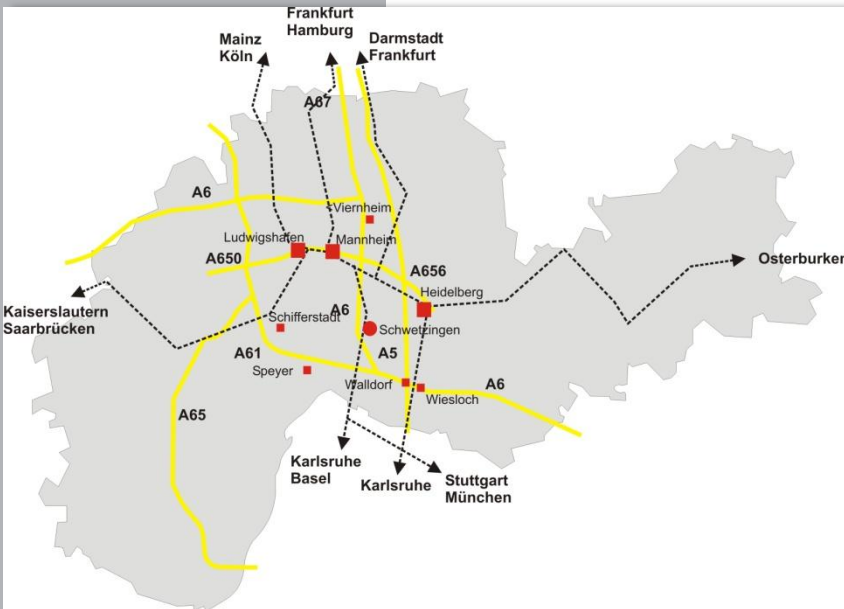 Frankfurt
Hamburg
Mainz
Köln
Darmstadt
Frankfurt
A67
A6
Viernheim
Ludwigshafen
Mannheim
A650
A656
Osterburken
Heidelberg
Kaiserslautern
Saarbrücken
A6
Schifferstadt
Schwetzingen
A61
A5
Speyer
Walldorf
A6
Wiesloch
A65
Karlsruhe
Basel
Karlsruhe
Stuttgart
München